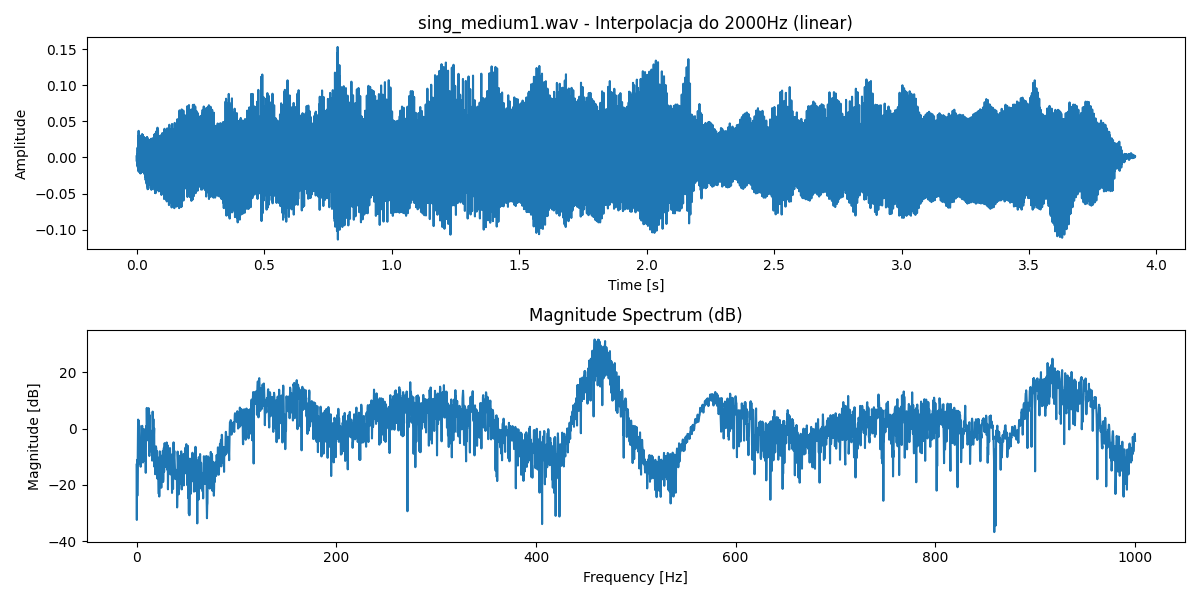 sing_medium1.wav - Interpolacja do 2000Hz (linear)
0.15
0.10
0.05
0.00
−0.05
−0.10
Amplitude
0.0 0.5 1.0 1.5 2.0 2.5 3.0 3.5 4.0
Time [s]
Magnitude Spectrum (dB)
20
0
−20
−40
Magnitude [dB]
0 200 400 600 800 1000
Frequency [Hz]